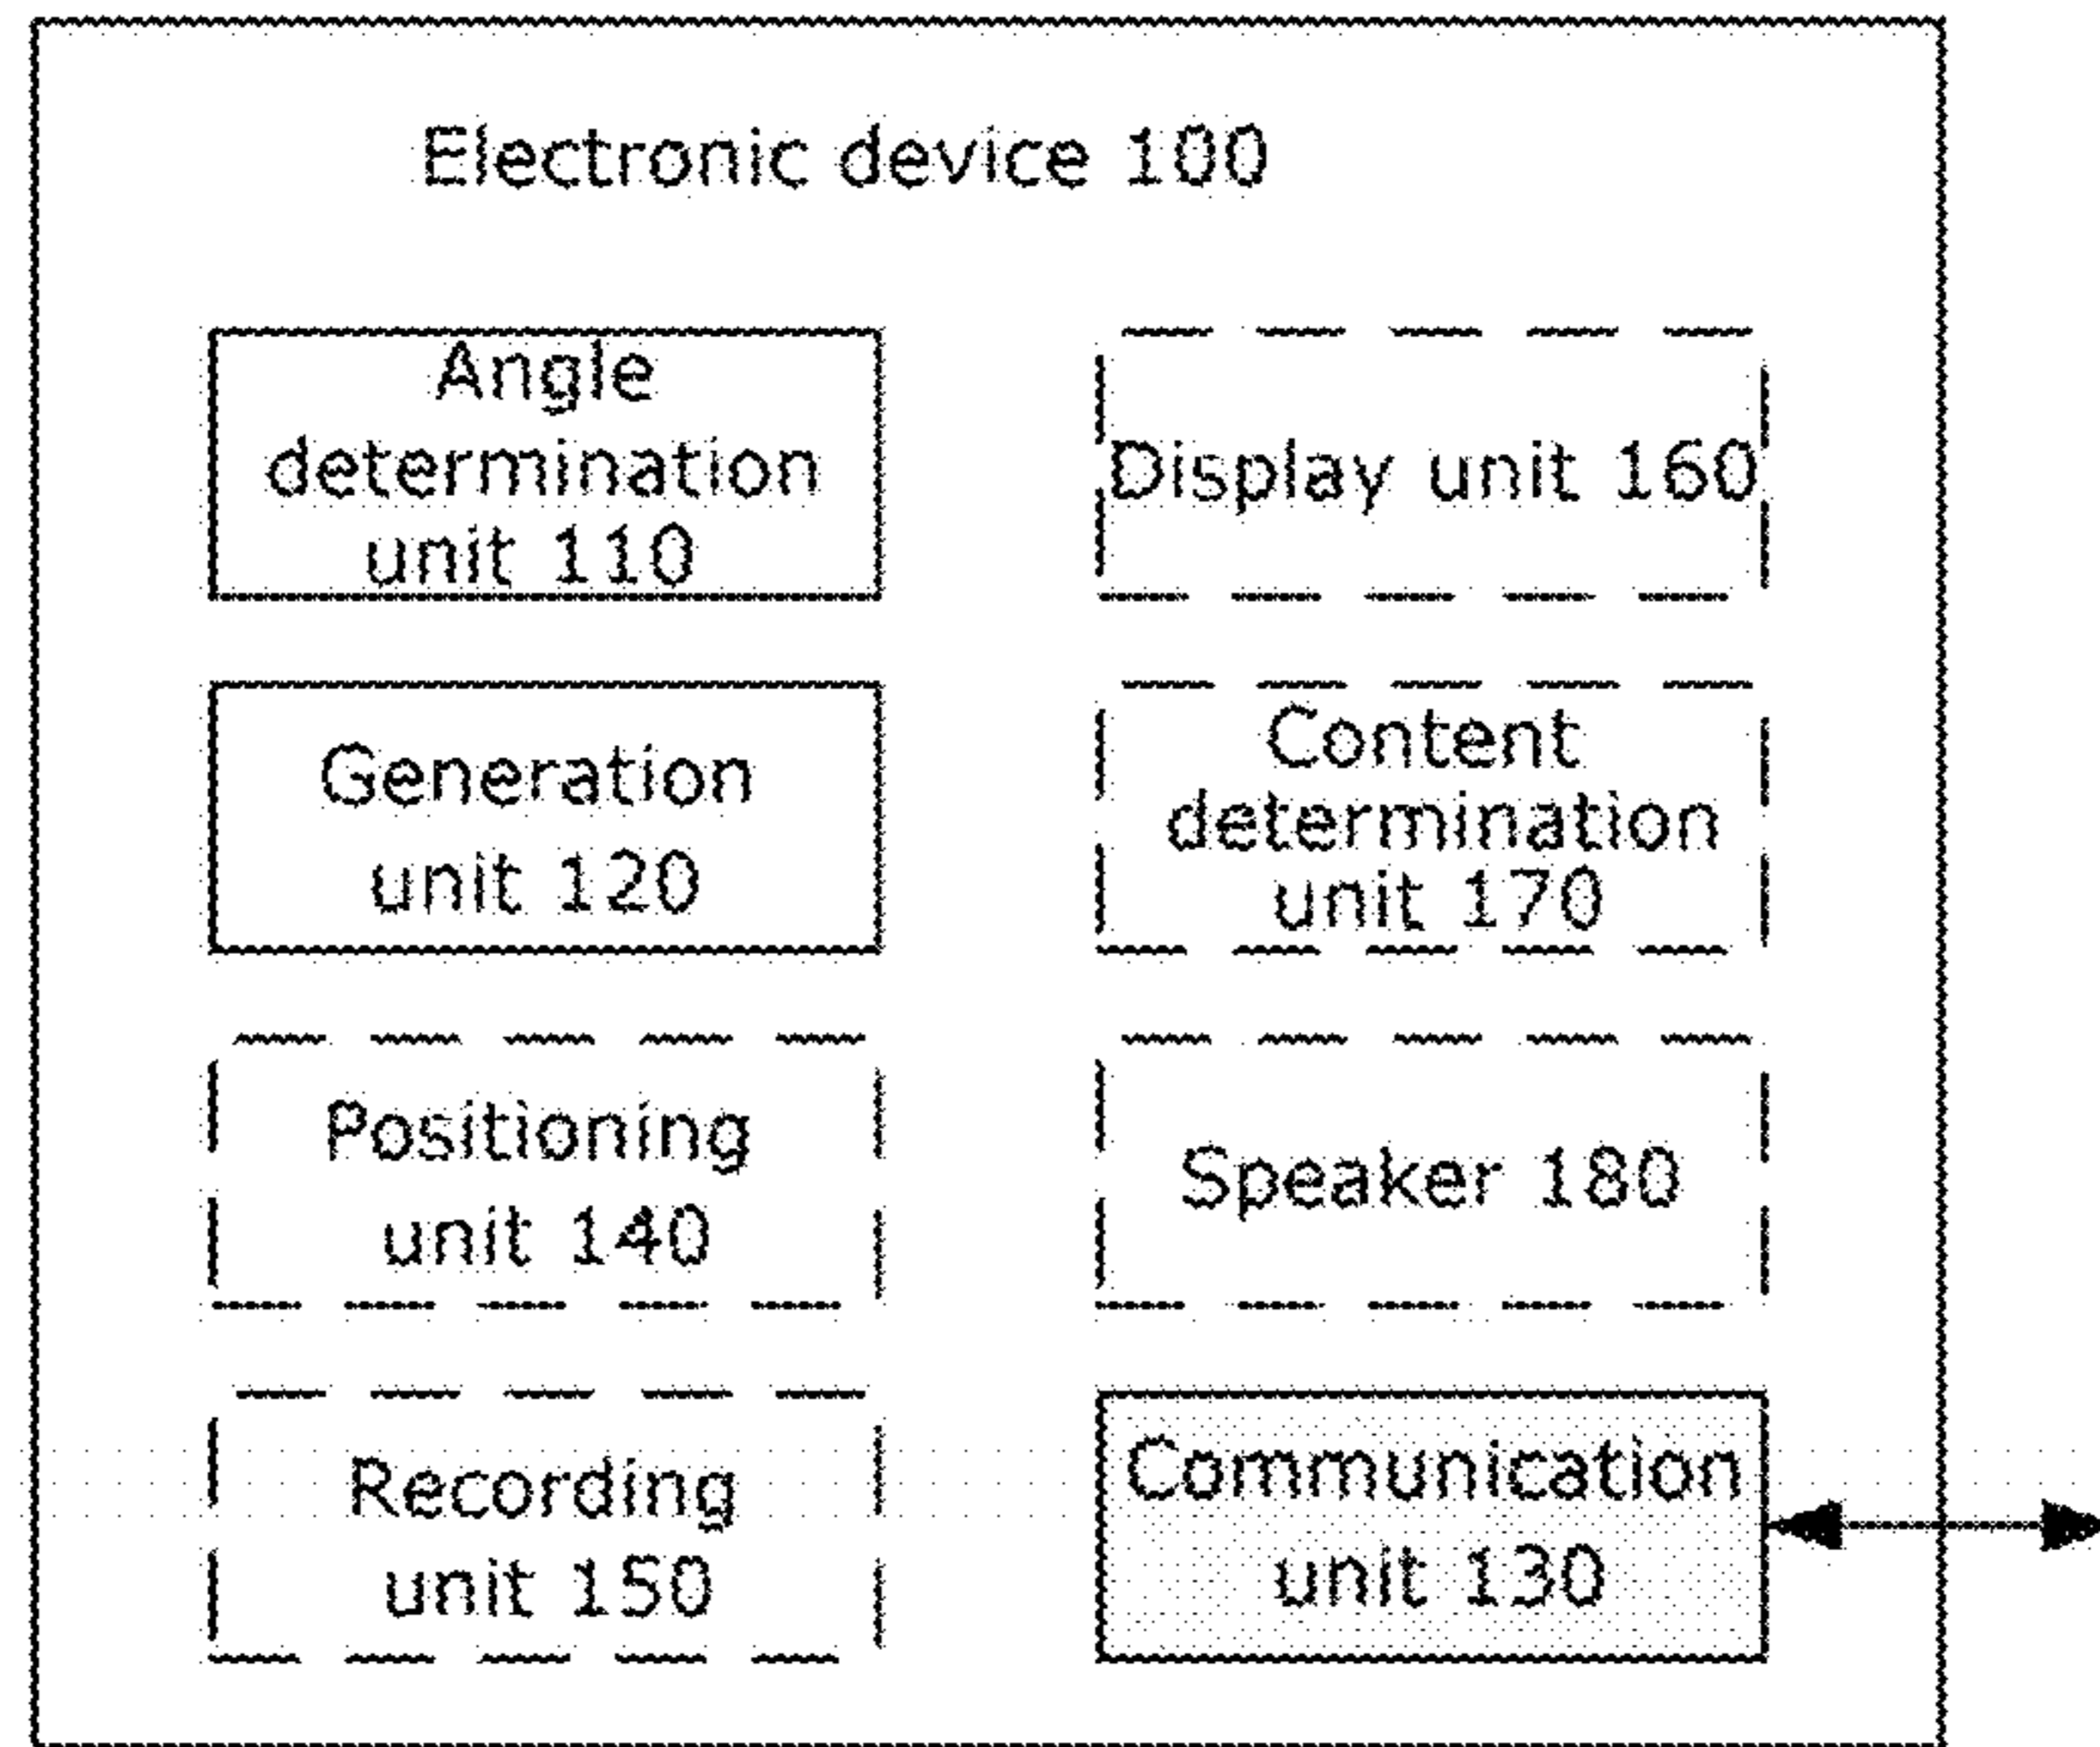 Electronic device 100
Angle
determination
unit 110
Display unit 160
Generation
unit 120
Content
determination
unit 170
Positioning
unit 140
Speaker 180
Recording
unit 150
Communication
unit 130